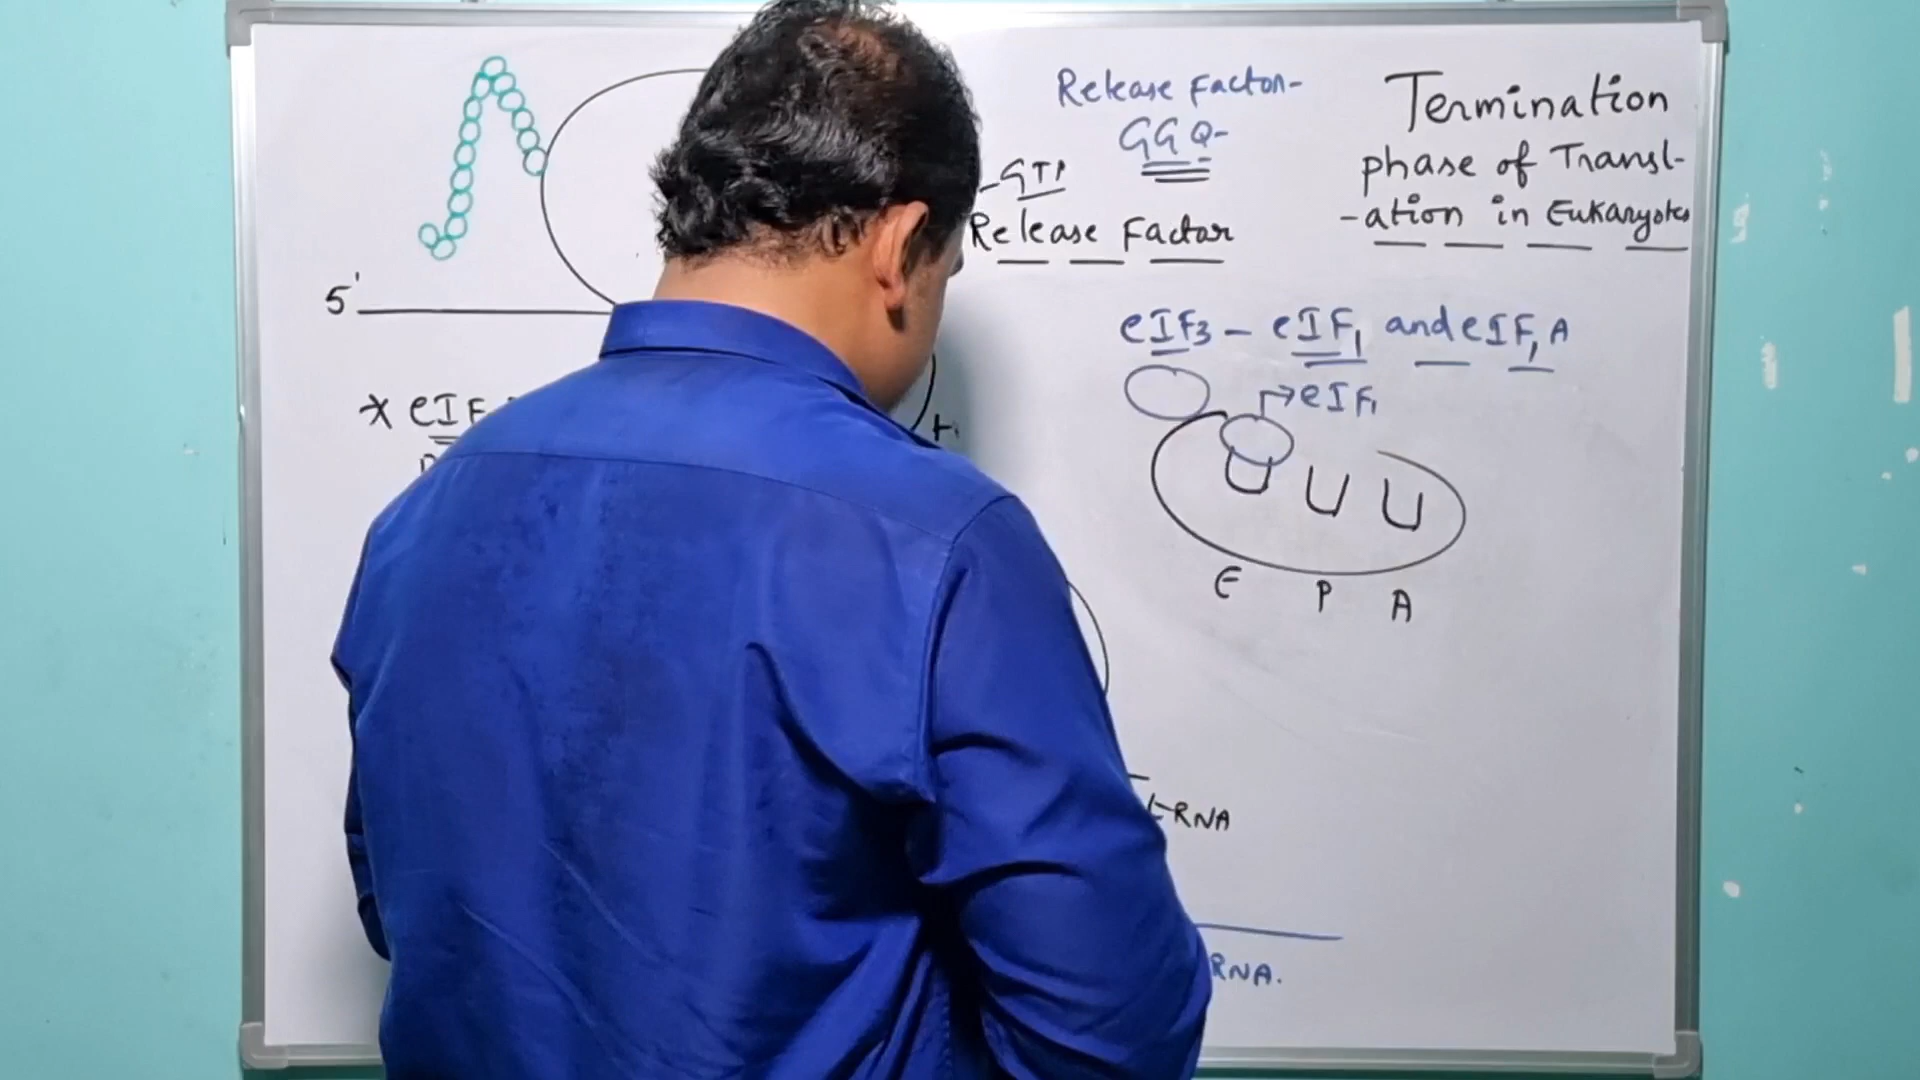 Release Factor-
GGQ-
-GTP
Release Factor
Termination
phase of Transl-
-ation in Eukaryotes
5'
eIF3 - eIF1 and eIF1A
→eIF1
* eIF
E P A
t-RNA
RNA.